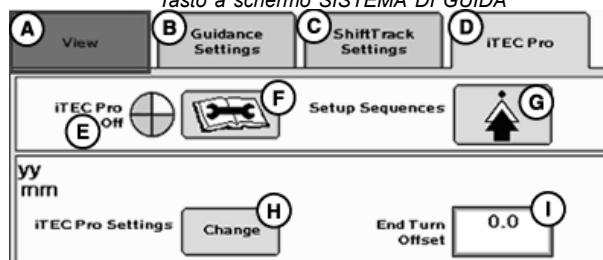 Tasto a schermo SISTEMA DI GUIDA
A
View
B
Guidance
Settings
C
ShiftTrack
Settings
D
iTEC Pro
iTEC Pro
Off
E
F
Setup Sequences
G
yy
mm
iTEC Pro Settings
Change
H
End Turn
Offset
0.0
I